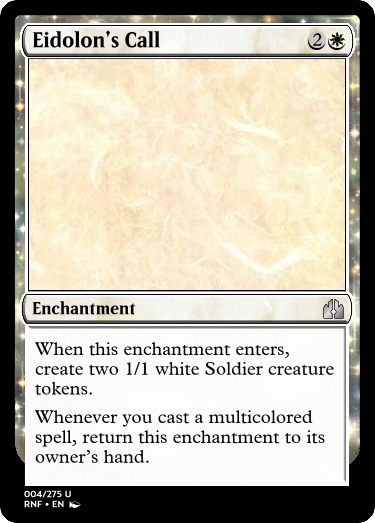 Eidolon's Call 2
Enchantment
When this enchantment enters,
create two 1/1 white Soldier creature
tokens.
Whenever you cast a multicolored
spell, return this enchantment to its
owner's hand.
004/275 U
RNF • EN